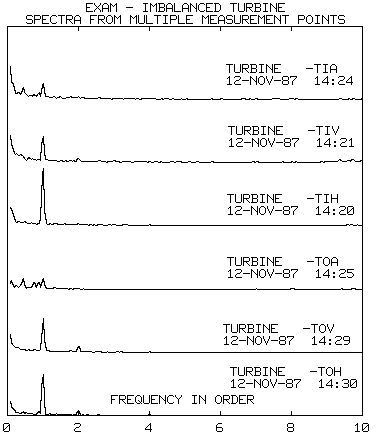 EXAM - IMBALANCED TURBINE
SPECTRA FROM MULTIPLE MEASUREMENT POINTS
TURBINE -TIA
12-NOV-87 14:24
TURBINE -TIV
12-NOV-87 14:21
TURBINE -TIH
12-NOV-87 14:20
TURBINE -TOA
12-NOV-87 14:25
TURBINE -TOV
12-NOV-87 14:29
TURBINE -TOH
12-NOV-87 14:30
FREQUENCY IN ORDER
0 2 4 6 8 10